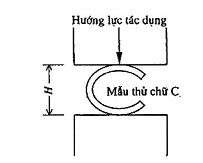 Hướng lực tác dụng
H
Mẫu thử chữ C.